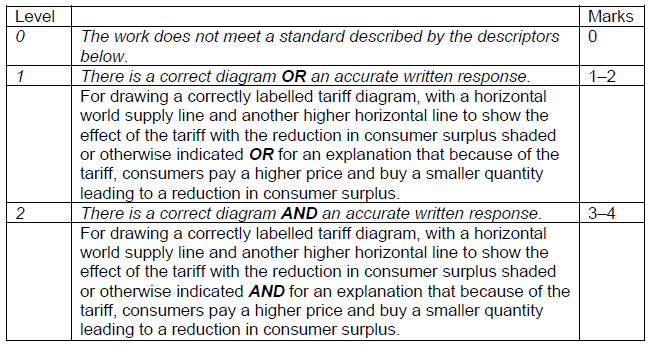 Level Marks
0 The work does not meet a standard described by the descriptors 0
below.
1 There is a correct diagram OR an accurate written response. 1–2
For drawing a correctly labelled tariff diagram, with a horizontal
world supply line and another higher horizontal line to show the
effect of the tariff with the reduction in consumer surplus shaded
or otherwise indicated OR for an explanation that because of the
tariff, consumers pay a higher price and buy a smaller quantity
leading to a reduction in consumer surplus.
2 There is a correct diagram AND an accurate written response. 3–4
For drawing a correctly labelled tariff diagram, with a horizontal
world supply line and another higher horizontal line to show the
effect of the tariff with the reduction in consumer surplus shaded
or otherwise indicated AND for an explanation that because of the
tariff, consumers pay a higher price and buy a smaller quantity
leading to a reduction in consumer surplus.